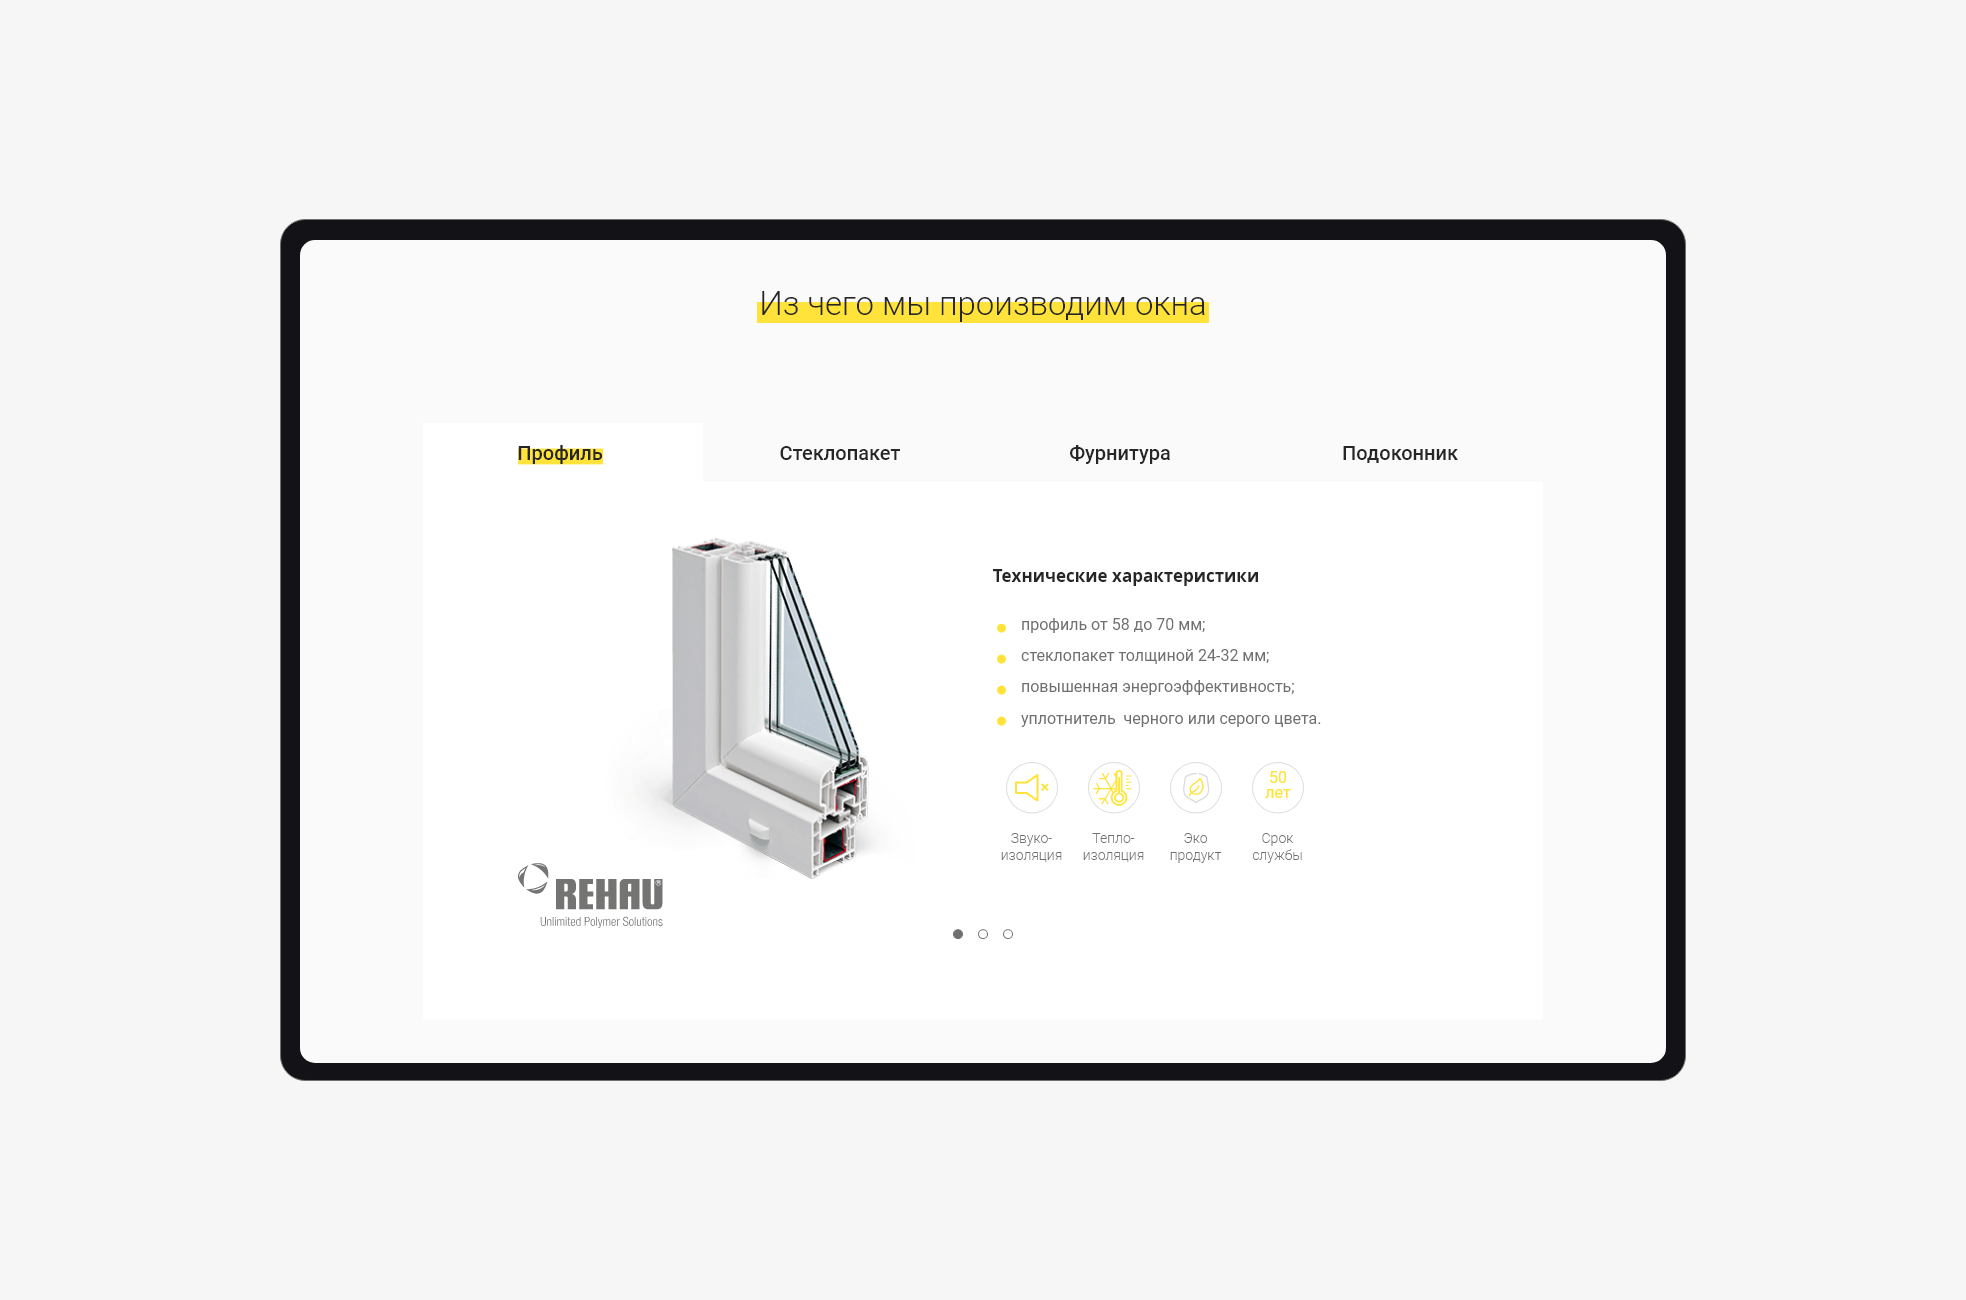 Из чего мы производим окна
Профиль
Стеклопакет
Фурнитура
Подоконник
Технические характеристики
профиль от 58 до 70 мм;
стеклопакет толщиной 24-32 мм;
повышенная энергоэффективность;
уплотнитель  черного или серого цвета.
50
лет
Звуко-
изоляция
Тепло-
изоляция
Эко
продукт
Срок
службы
REHAU®
Unlimited Polymer Solutions